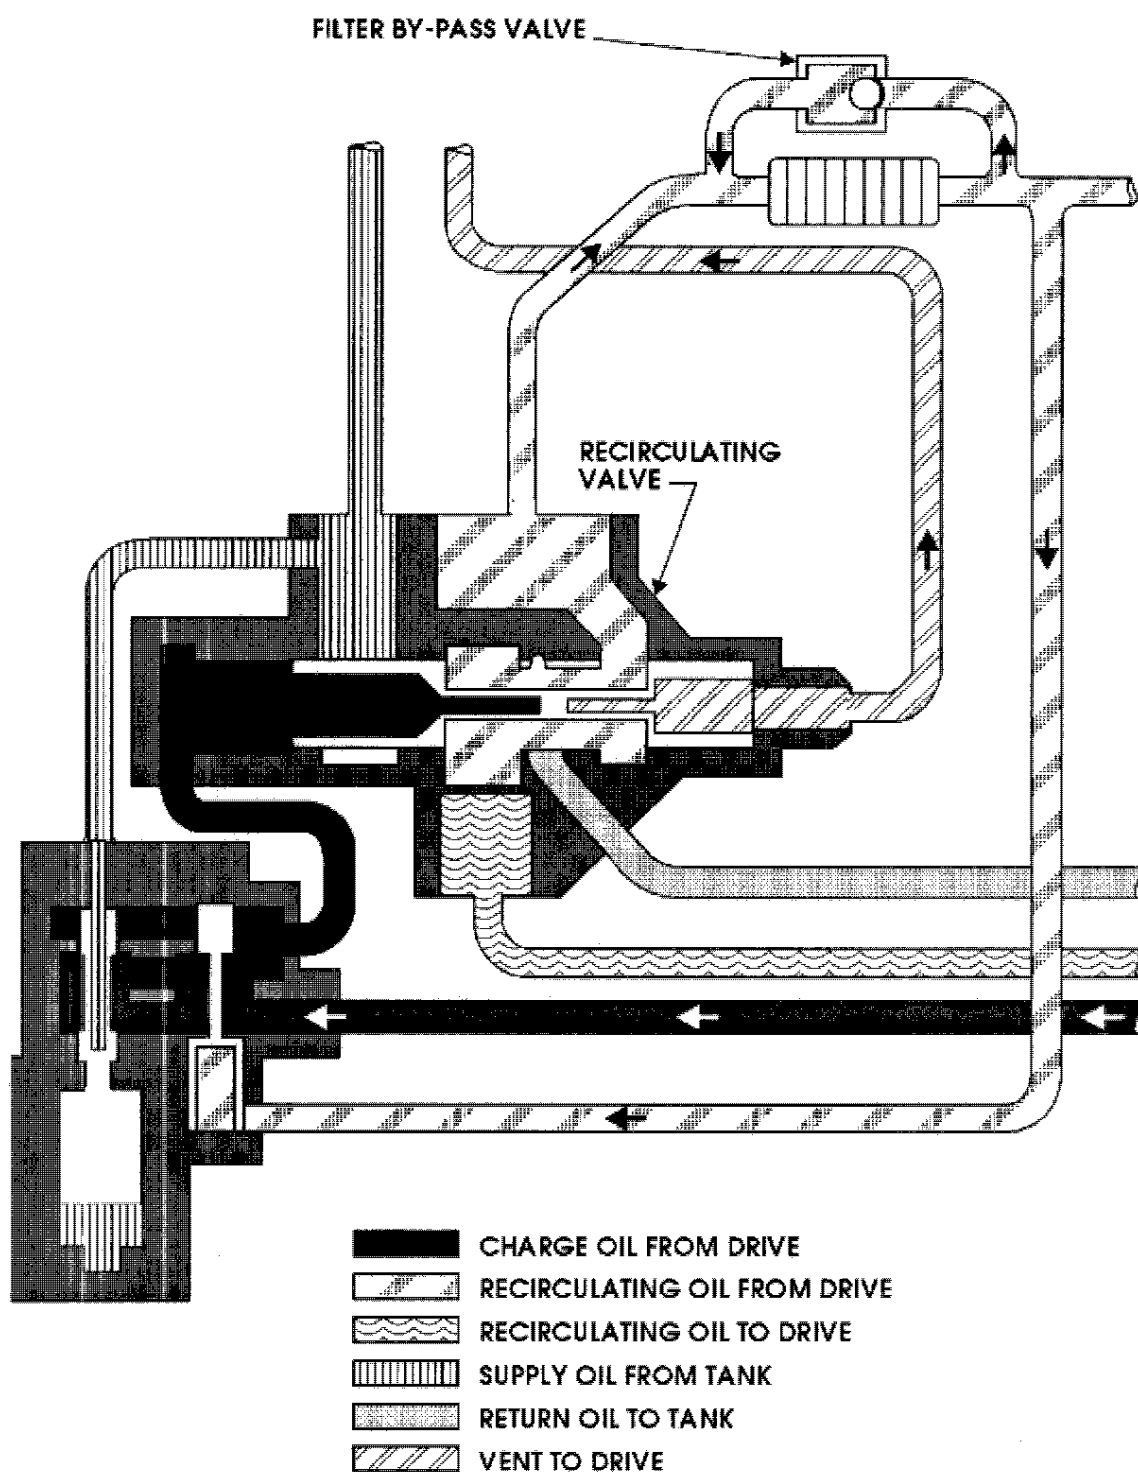 FILTER BY-PASS VALVE
RECIRCULATING
VALVE
CHARGE OIL FROM DRIVE
RECIRCULATING OIL FROM DRIVE
RECIRCULATING OIL TO DRIVE
SUPPLY OIL FROM TANK
RETURN OIL TO TANK
VENT TO DRIVE